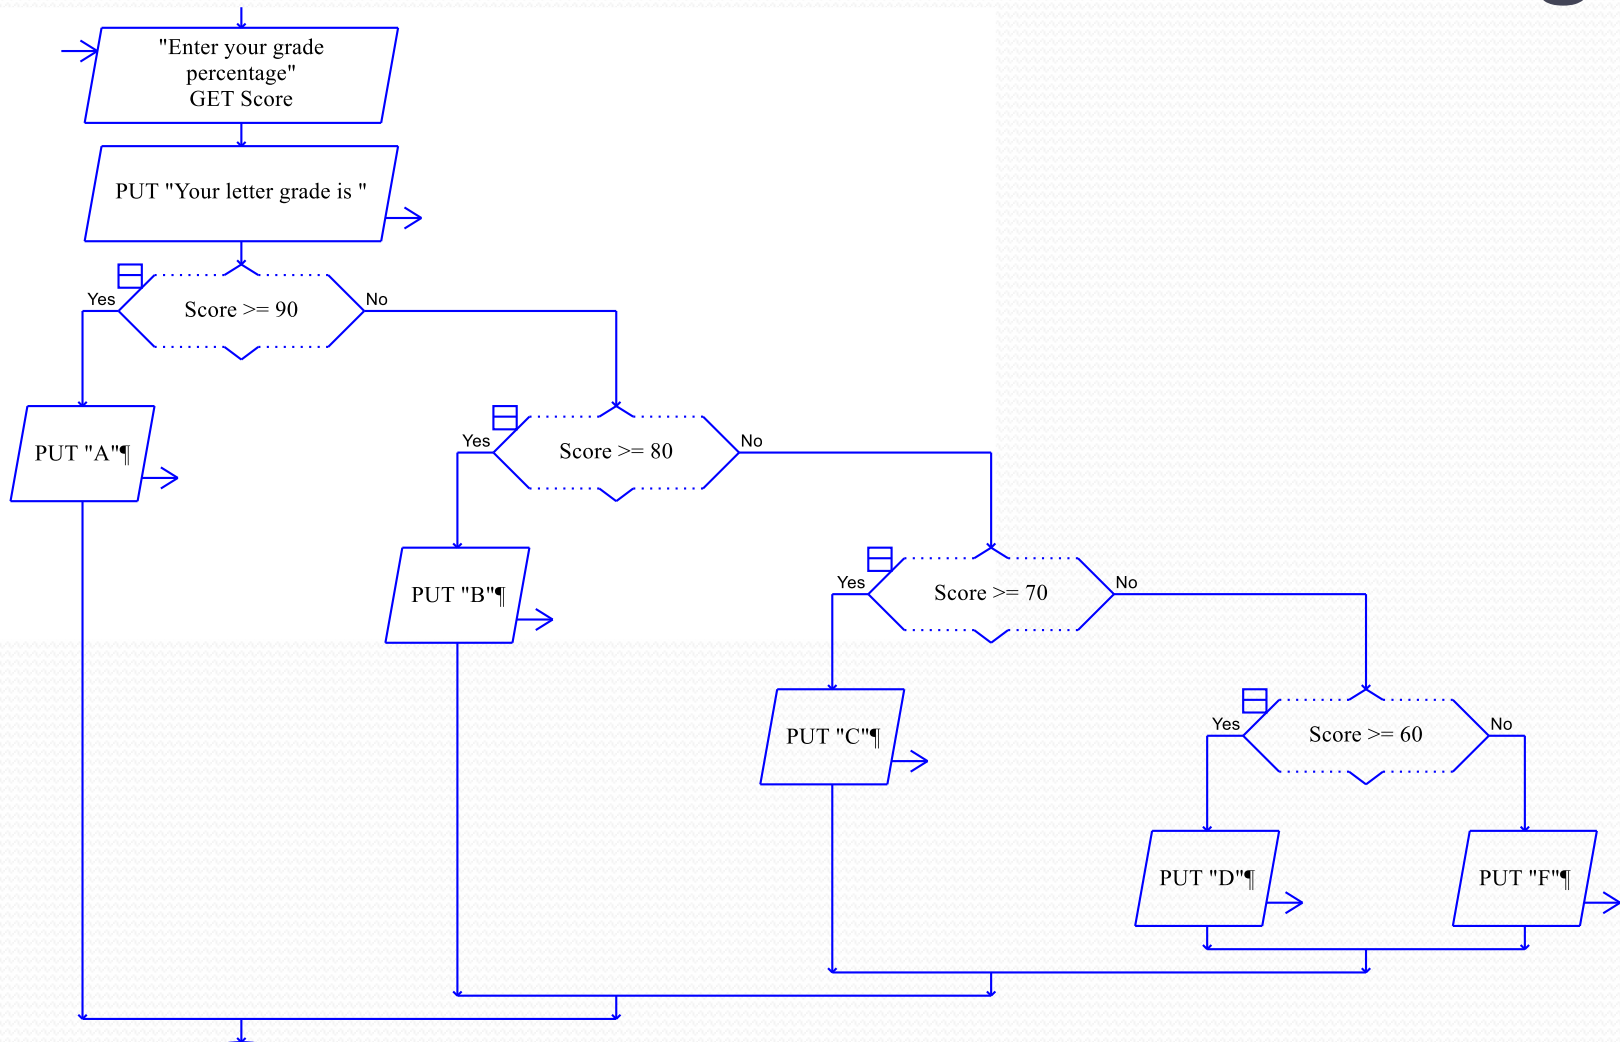 "Enter your grade
percentage"
GET Score
PUT "Your letter grade is "
Yes
Score >= 90
No
PUT "A"¶
Yes
Score >= 80
No
PUT "B"¶
Yes
Score >= 70
No
PUT "C"¶
Yes
Score >= 60
No
PUT "D"¶
PUT "F"¶